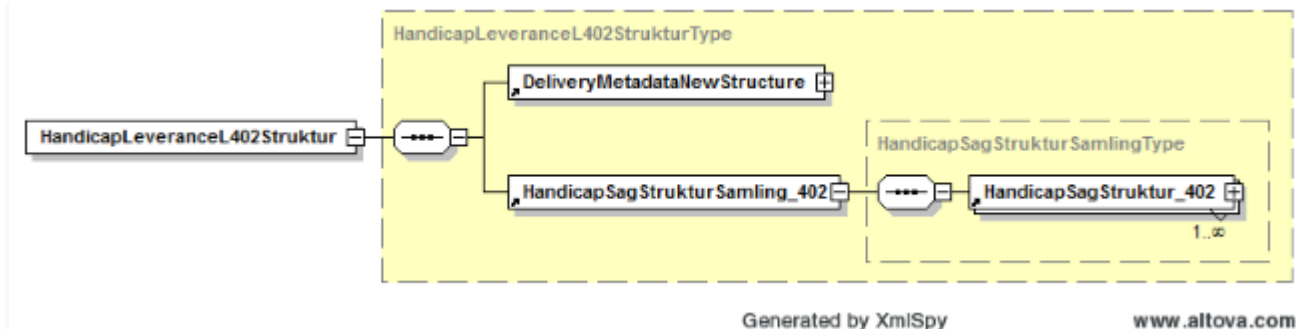 HandicapLeveranceL402StrukturType
DeliveryMetadataNewStructure
HandicapLeveranceL402Struktur
HandicapSagStrukturSamlingType
HandicapSagStrukturSamling_402
HandicapSagStruktur_402
1..∞
Generated by XmlSpy www.altova.com